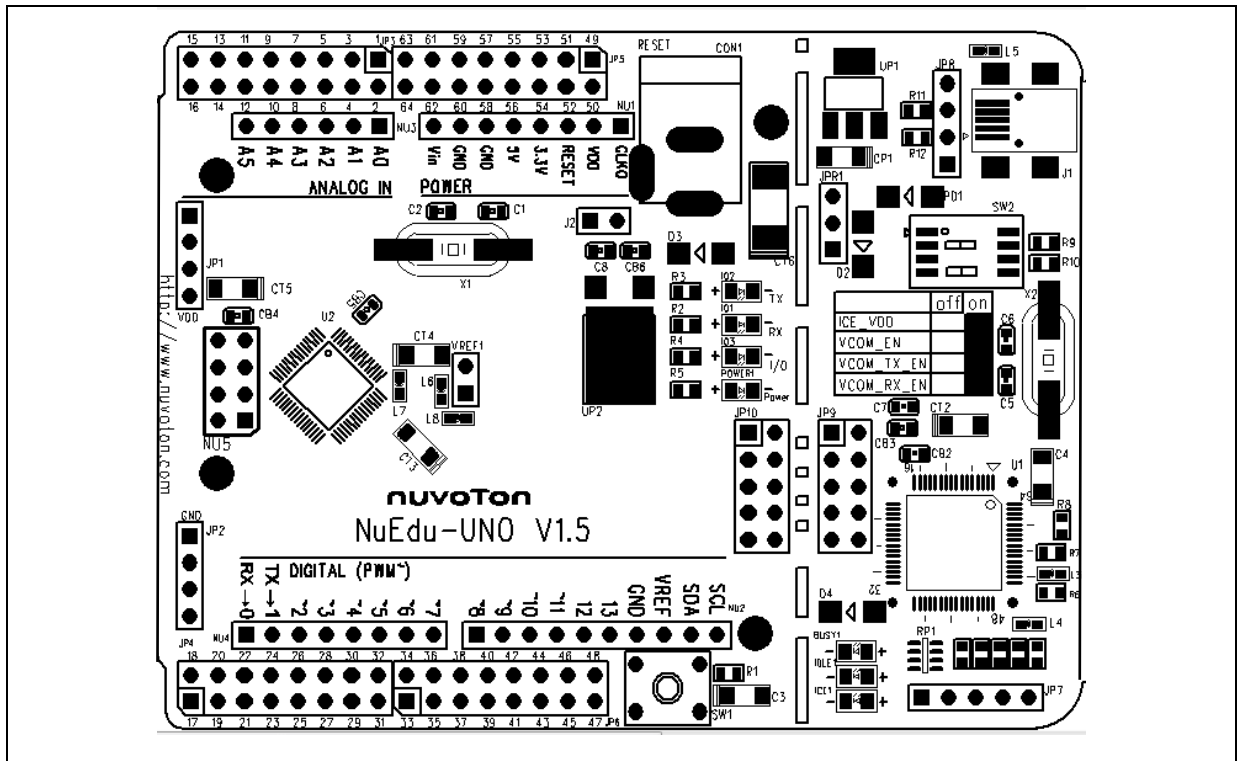 15 13 11 9 7 5 3 1 JP3 63 61 59 57 55 53 51 49 JP5
16 14 12 10 8 6 4 2 NU3 64 62 60 58 56 54 52 50 NU1
A5 A4 A3 A2 A1 A0 Vin GND GND 5V 3.3V RESET VDD CLKO
ANALOG IN POWER
RESET CON1
UP1 JP8 L5
R11
R12
CP1
JPR1
PD1
J1
SW2
R9
R10
D2
X2
JP1
VDD
CT5
CB4
C2 C1
X1
J2
C8 CB6
D3
CT6
R3 + IO2 - TX
R2 + IO1 - RX
R4 + IO3 - I/O
R5 + POWER1 - Power
UP2
off on
ICE_VDD
VCOM_EN
VCOM_TX_EN
VCOM_RX_EN
C6
C5
U2
CB5
CT4
VREF1
L6
L7
L8
CT3
NU5
http://www.nuvoton.com
JP10 JP9
C7
CT2
CB3
CB2
U1
C4
16
64
32
48
R8
R7
L3
R6
L4
nuvoTon
NuEdu-UNO V1.5
GND
JP2
DIGITAL (PWM~)
RX→0 TX→1 ~2 ~3 ~4 ~5 ~6 ~7 ~8 ~9 ~10 ~11 12 13 GND VREF SDA SCL
NU4 NU2
JP4
18 20 22 24 26 28 30 32 34 36 38 40 42 44 46 48
17 19 21 23 25 27 29 31 33 35 37 39 41 43 45 47 JP6
R1
C3
SW1
D4
BUSY1
- +
IDLE1
- +
ICE1
- +
RP1
JP7